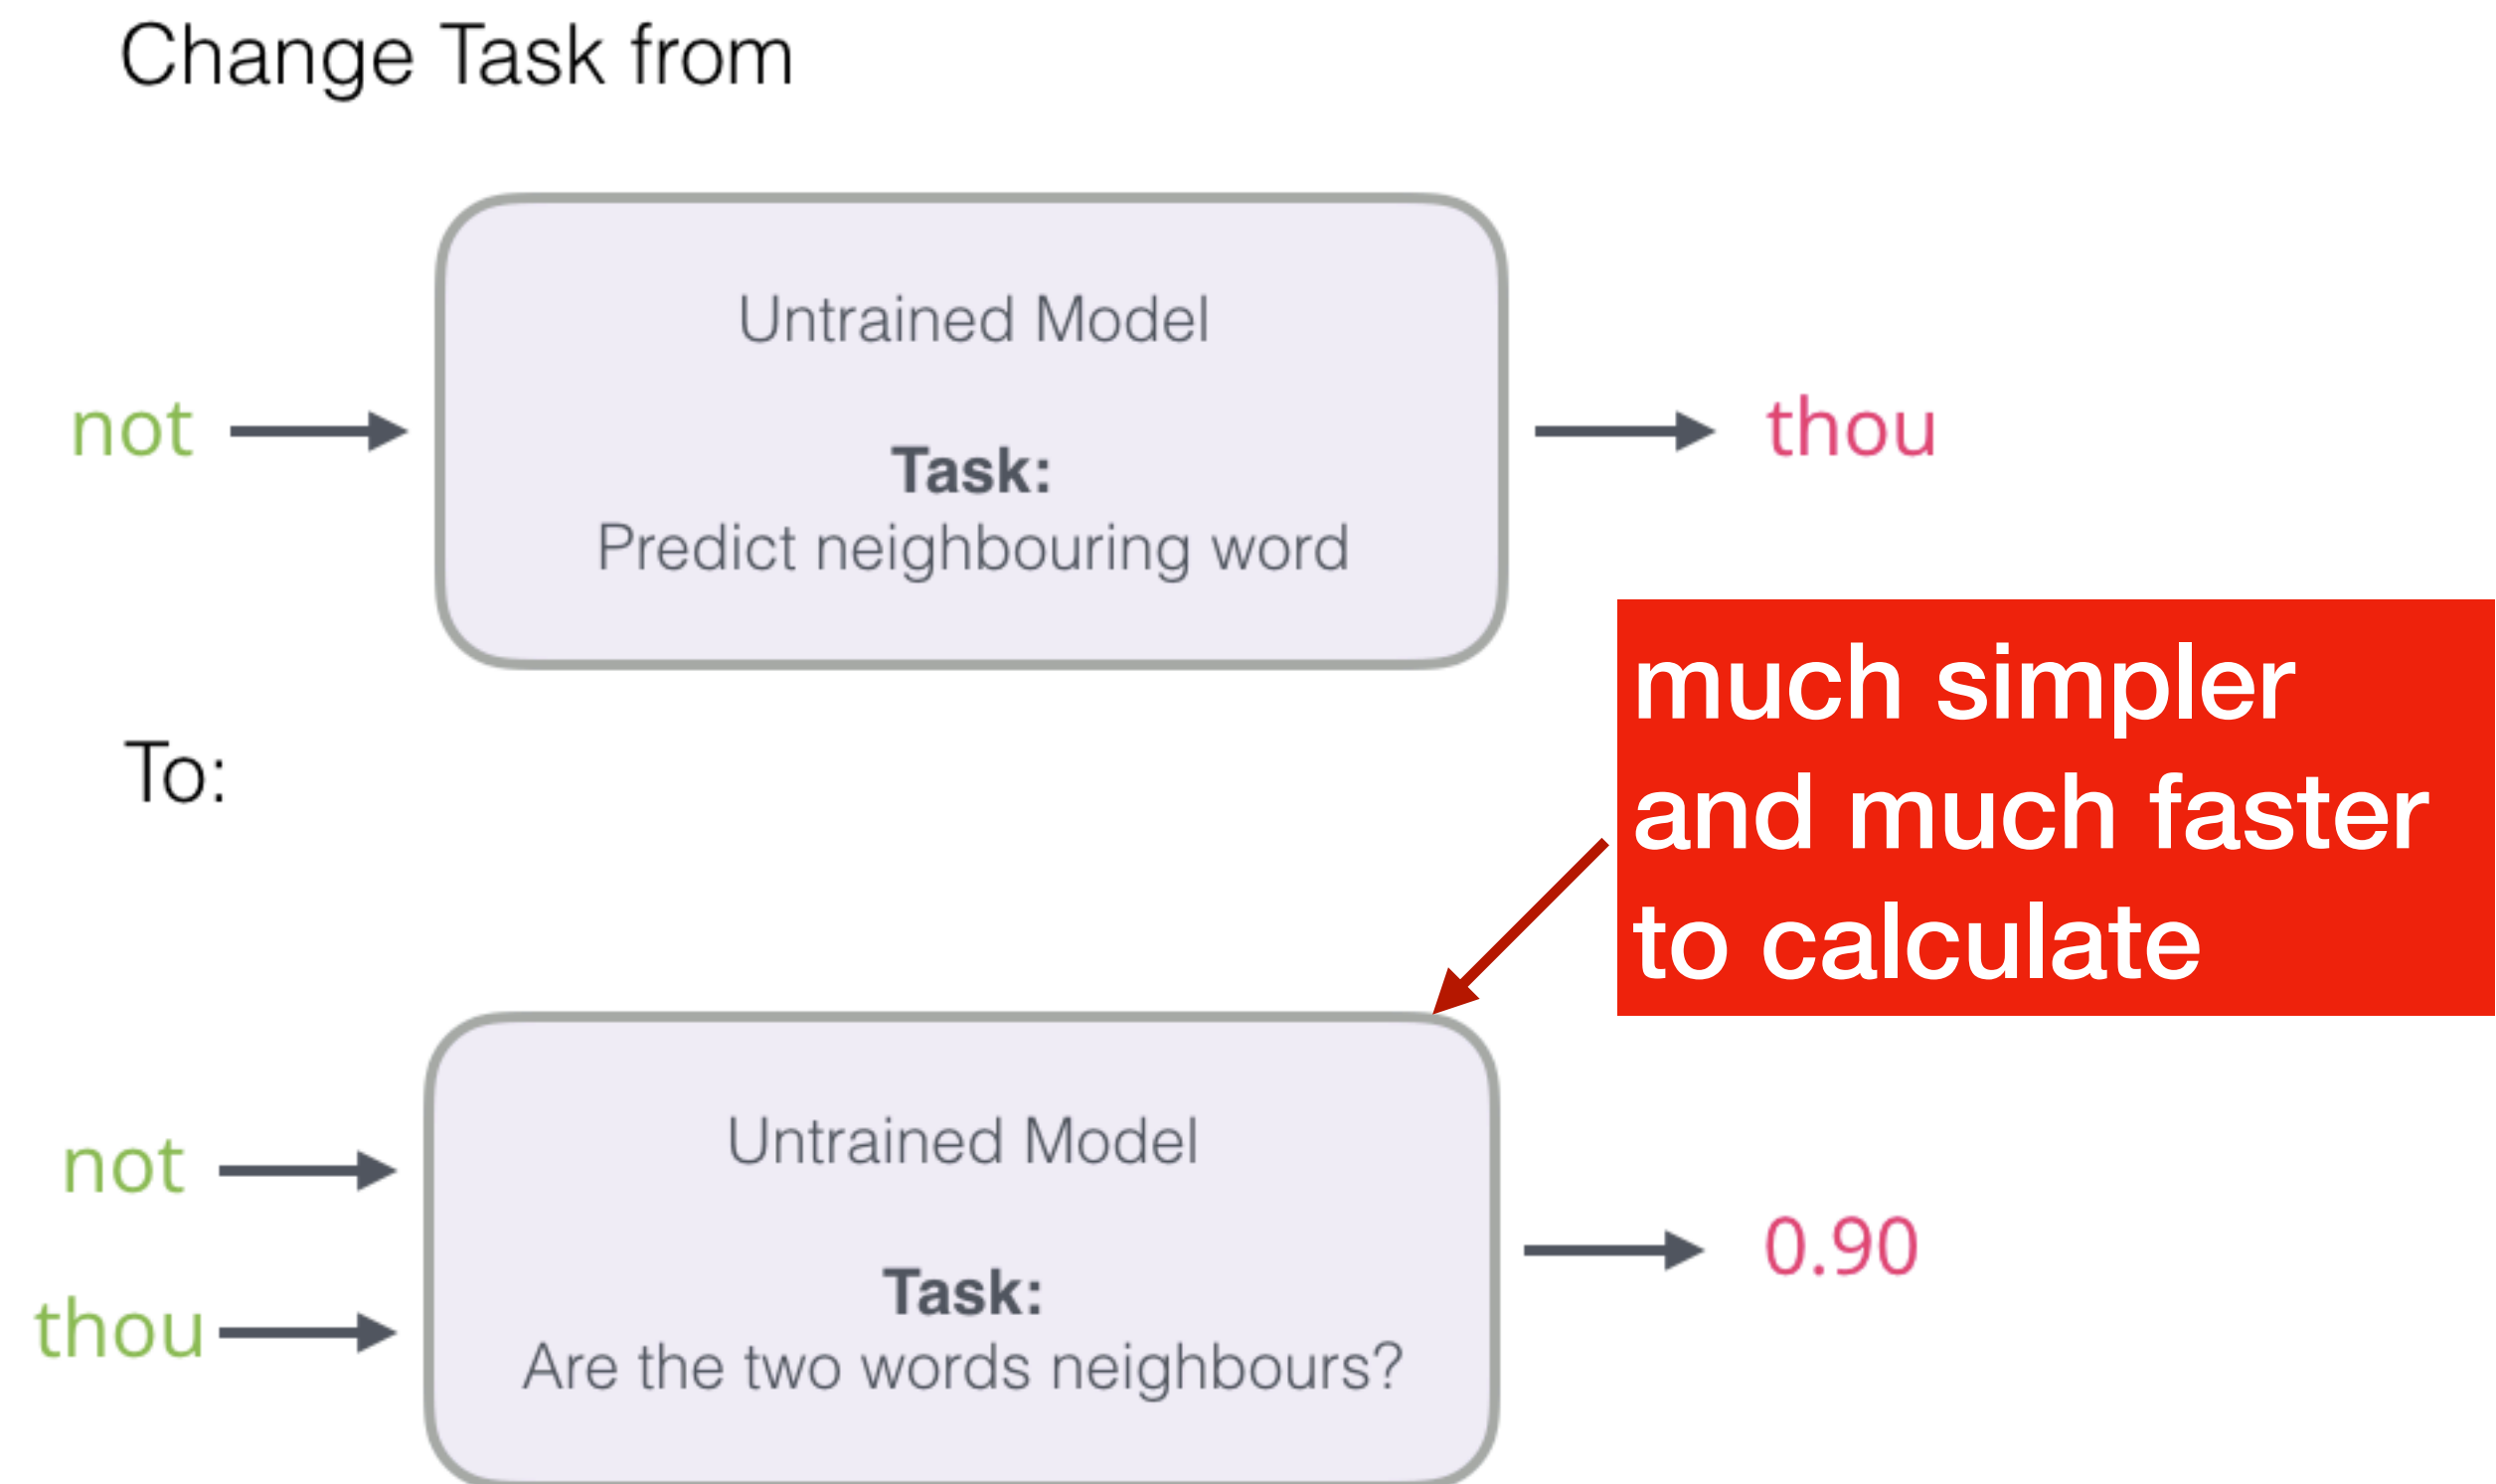 Change Task from
Untrained Model
not
thou
Task:
Predict neighbouring word
much simpler
and much faster
to calculate
To:
Untrained Model
not
Task:
0.90
thou
Are the two words neighbours?